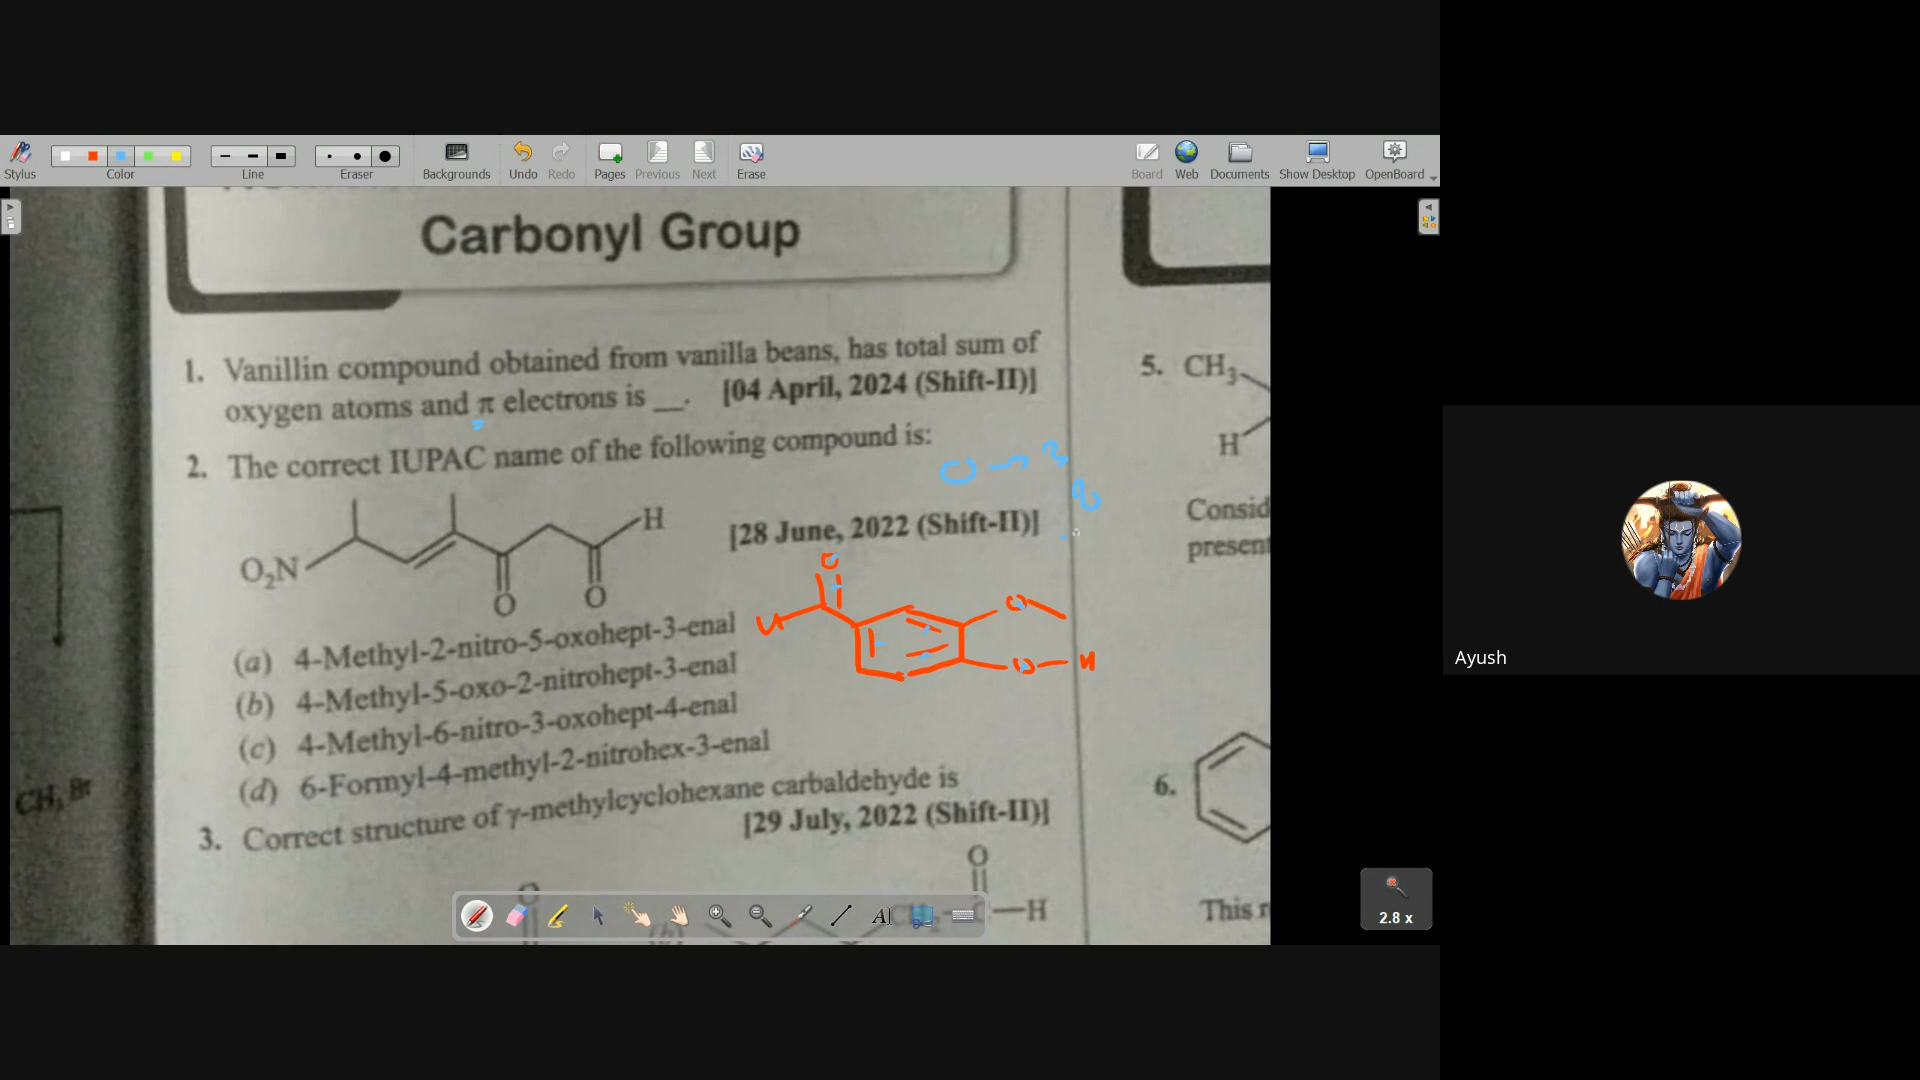 Stylus
Color
Line
Eraser
Backgrounds
Undo
Redo
Pages
Previous
Next
Erase
Board
Web
Documents
Show Desktop
OpenBoard
Carbonyl Group
1. Vanillin compound obtained from vanilla beans, has total sum of
oxygen atoms and π electrons is __. [04 April, 2024 (Shift-II)]
2. The correct IUPAC name of the following compound is:
O → 3
8
[28 June, 2022 (Shift-II)]
H
O₂N
O
O
O
H
O
O—H
(a) 4-Methyl-2-nitro-5-oxohept-3-enal
(b) 4-Methyl-5-oxo-2-nitrohept-3-enal
(c) 4-Methyl-6-nitro-3-oxohept-4-enal
(d) 6-Formyl-4-methyl-2-nitrohex-3-enal
3. Correct structure of γ-methylcyclohexane carbaldehyde is
[29 July, 2022 (Shift-II)]
O
O
CH₂
—H
(b)
5. CH₃
H
Consid
present
6.
This r
CH₃ Br
2.8 x
Ayush